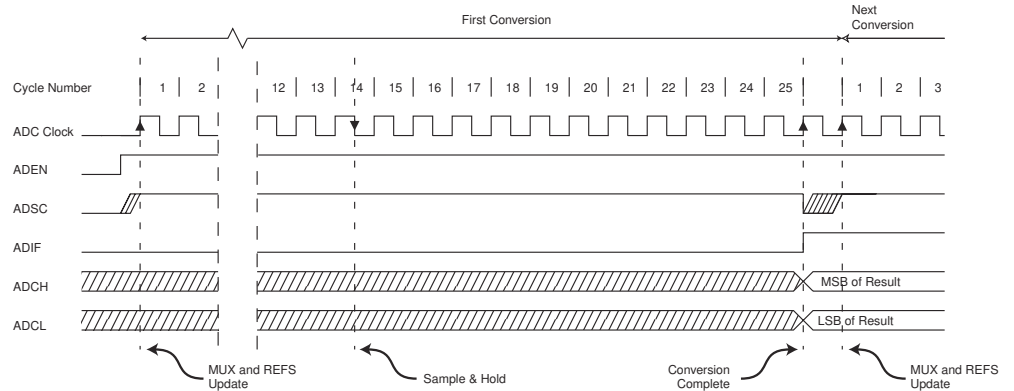 First Conversion
Next
Conversion
Cycle Number 1 2 12 13 14 15 16 17 18 19 20 21 22 23 24 25 1 2 3
ADC Clock
ADEN
ADSC
ADIF
ADCH MSB of Result
ADCL LSB of Result
MUX and REFS
Update
Sample & Hold
Conversion
Complete
MUX and REFS
Update